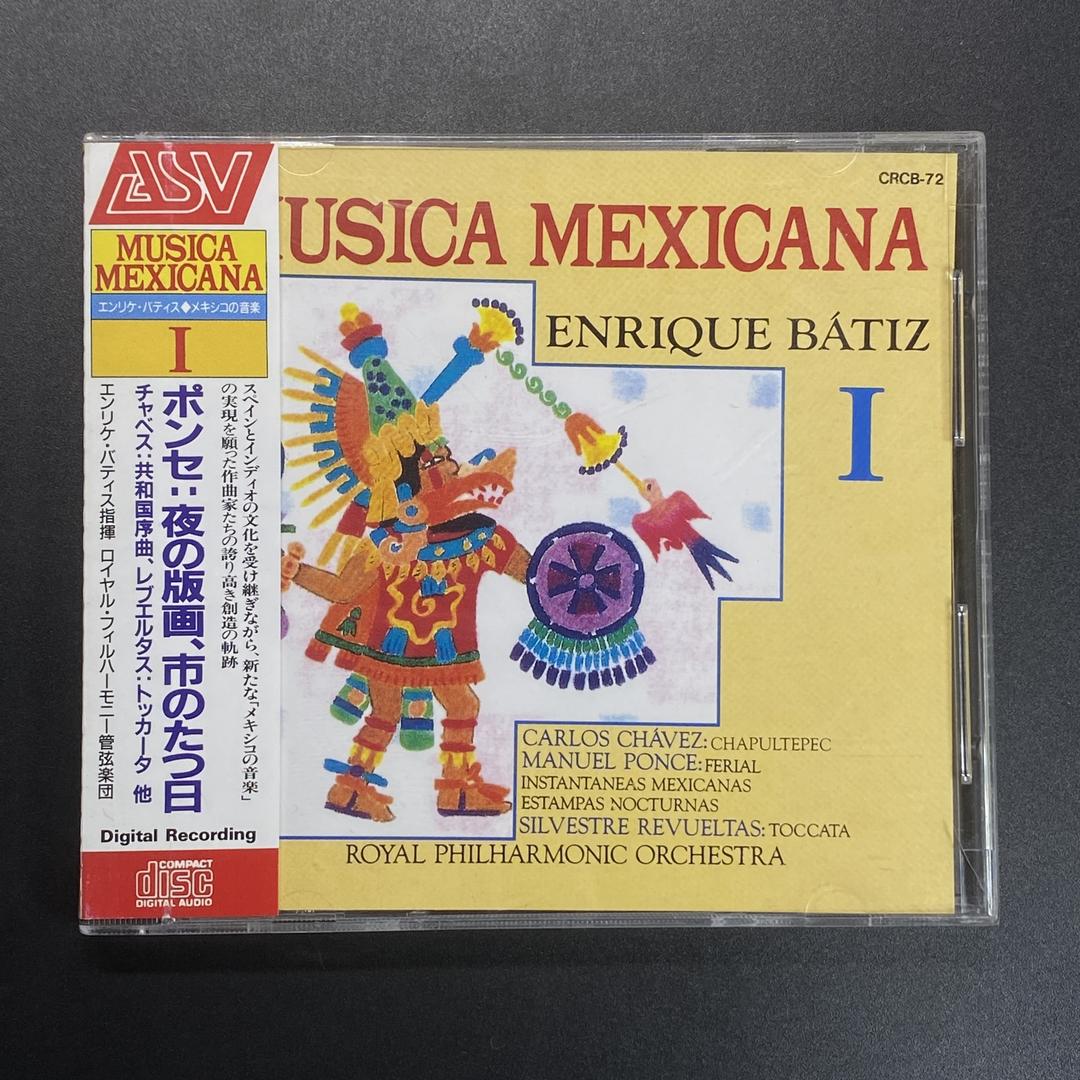 ASV
MUSICA
MEXICANA
エンリケ・バティス◆メキシコの音楽
I
スペインとインディオの文化を受け継ぎながら、新たな「メキシコの音楽」
の実現を願った作曲家たちの誇り高き創造の軌跡
ポンセ:夜の版画、市のたつ日
チャベス:共和国序曲、レブエルタス:トッカータ 他
エンリケ・バティス指揮 ロイヤル・フィルハーモニー管弦楽団
Digital Recording
COMPACT
disc
DIGITAL AUDIO
CRCB-72
MUSICA MEXICANA
ENRIQUE BÁTIZ
I
CARLOS CHÁVEZ: CHAPULTEPEC
MANUEL PONCE: FERIAL
INSTANTANEAS MEXICANAS
ESTAMPAS NOCTURNAS
SILVESTRE REVUELTAS: TOCCATA
ROYAL PHILHARMONIC ORCHESTRA